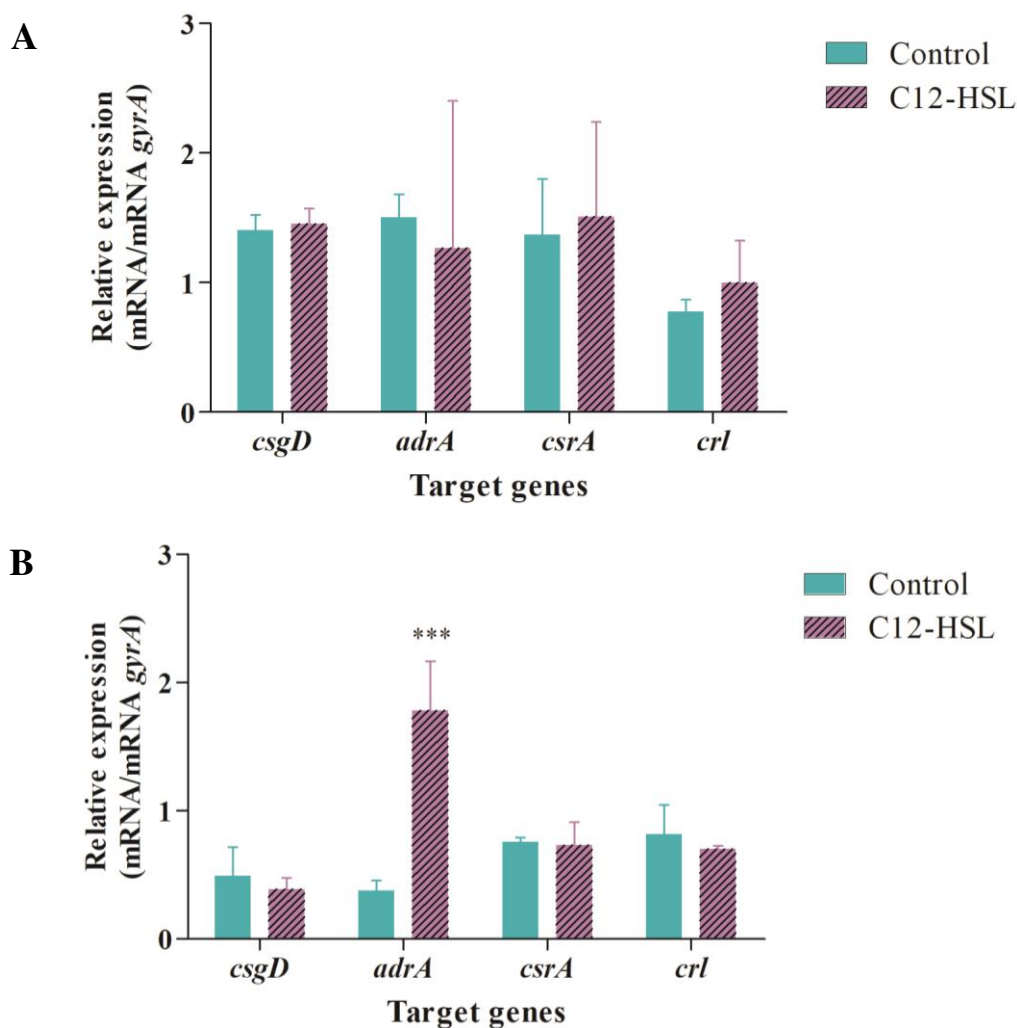 A
3
2
1
0
Relative expression
(mRNA/mRNA gyrA)
Control
C12-HSL
csgD adrA csrA crl
Target genes
B
3
2
1
0
Relative expression
(mRNA/mRNA gyrA)
***
Control
C12-HSL
csgD adrA csrA crl
Target genes